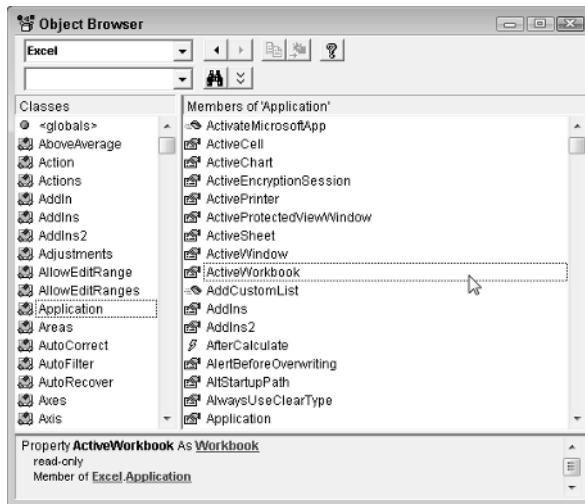 Object Browser
Excel
Classes
Members of 'Application'
<globals>
AboveAverage
Action
Actions
AddIn
AddIns
AddIns2
Adjustments
AllowEditRange
AllowEditRanges
Application
Areas
AutoCorrect
AutoFilter
AutoRecover
Axes
Axis
ActivateMicrosoftApp
ActiveCell
ActiveChart
ActiveEncryptionSession
ActivePrinter
ActiveProtectedViewWindow
ActiveSheet
ActiveWindow
ActiveWorkbook
AddCustomList
AddIns
AddIns2
AfterCalculate
AlertBeforeOverwriting
AltStartupPath
AlwaysUseClearType
Application
Property ActiveWorkbook As Workbook
read-only
Member of Excel.Application